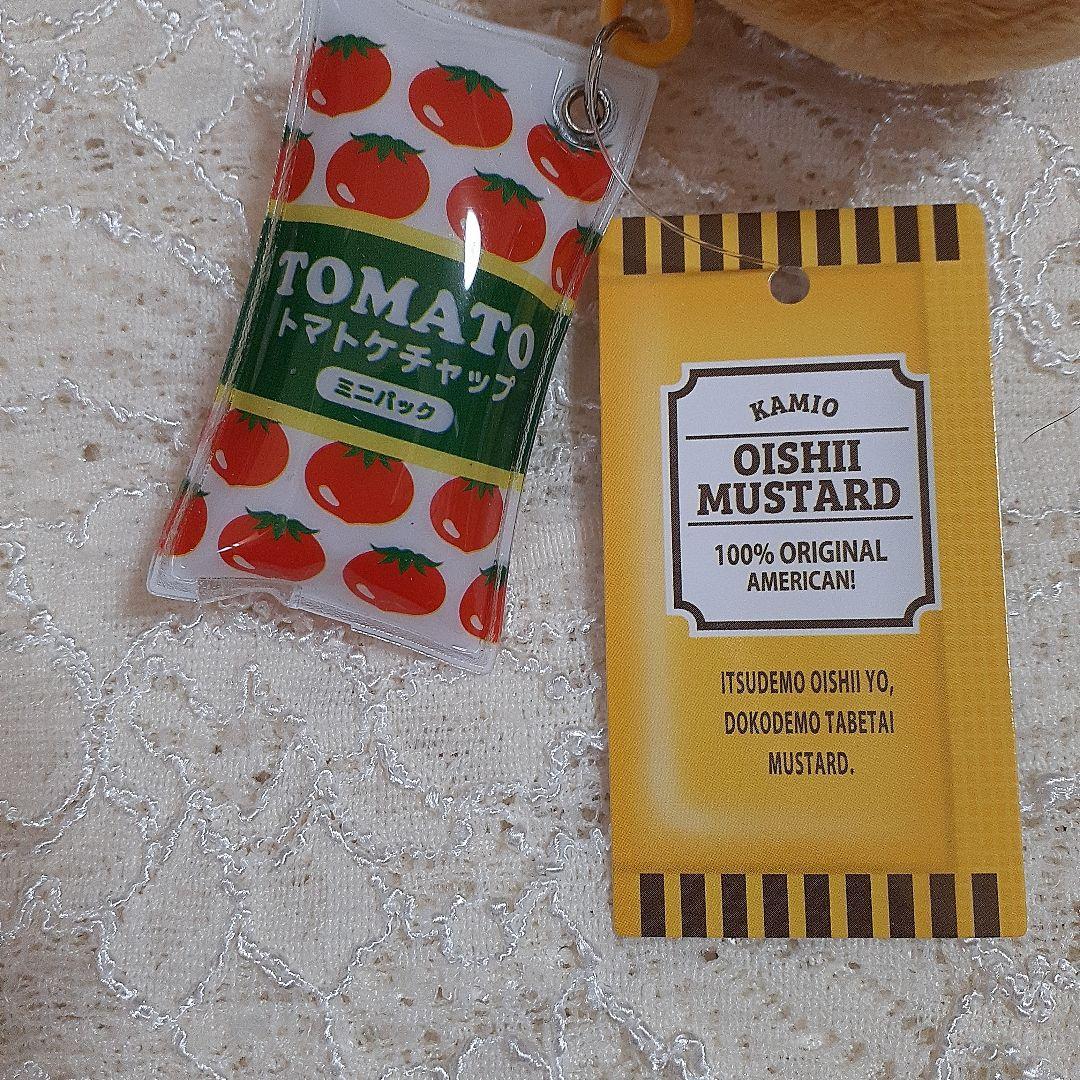 TOMATO
トマトケチャップ
ミニパック
KAMIO
OISHII
MUSTARD
100% ORIGINAL
AMERICAN!
ITSUDEMO OISHII YO,
DOKODEMO TABETAI
MUSTARD.